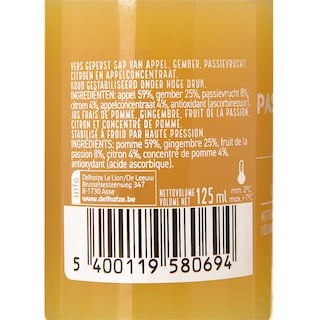 VERS GEPERST SAP VAN APPEL, GEMBER, PASSIEVRUCHT
CITROEN EN APPELCONCENTRAAT.
KOUD GESTABILISEERD ONDER HOGE DRUK.
INGREDIËNTEN: appel 59%, gember 25%, passievrucht 8%,
citroen 4%, appelconcentraat 4%, antioxidant (ascorbinezuur).
JUS FRAIS DE POMME, GINGEMBRE, FRUIT DE LA PASSION,
CITRON ET CONCENTRÉ DE POMME.
STABILISÉ À FROID PAR HAUTE PRESSION.
INGRÉDIENTS: pomme 59%, gingembre 25%, fruit de la
passion 8%, citron 4%, concentré de pomme 4%,
antioxydant (acide ascorbique).
info
Delhaize Le Lion/De Leeuw
Brusselsesteenweg 347
B-1730 Asse
www.delhaize.be
NETTOVOLUME
VOLUME NET
125 ml
min. 0°C
max. +7°C
5 400119 580694
PAS